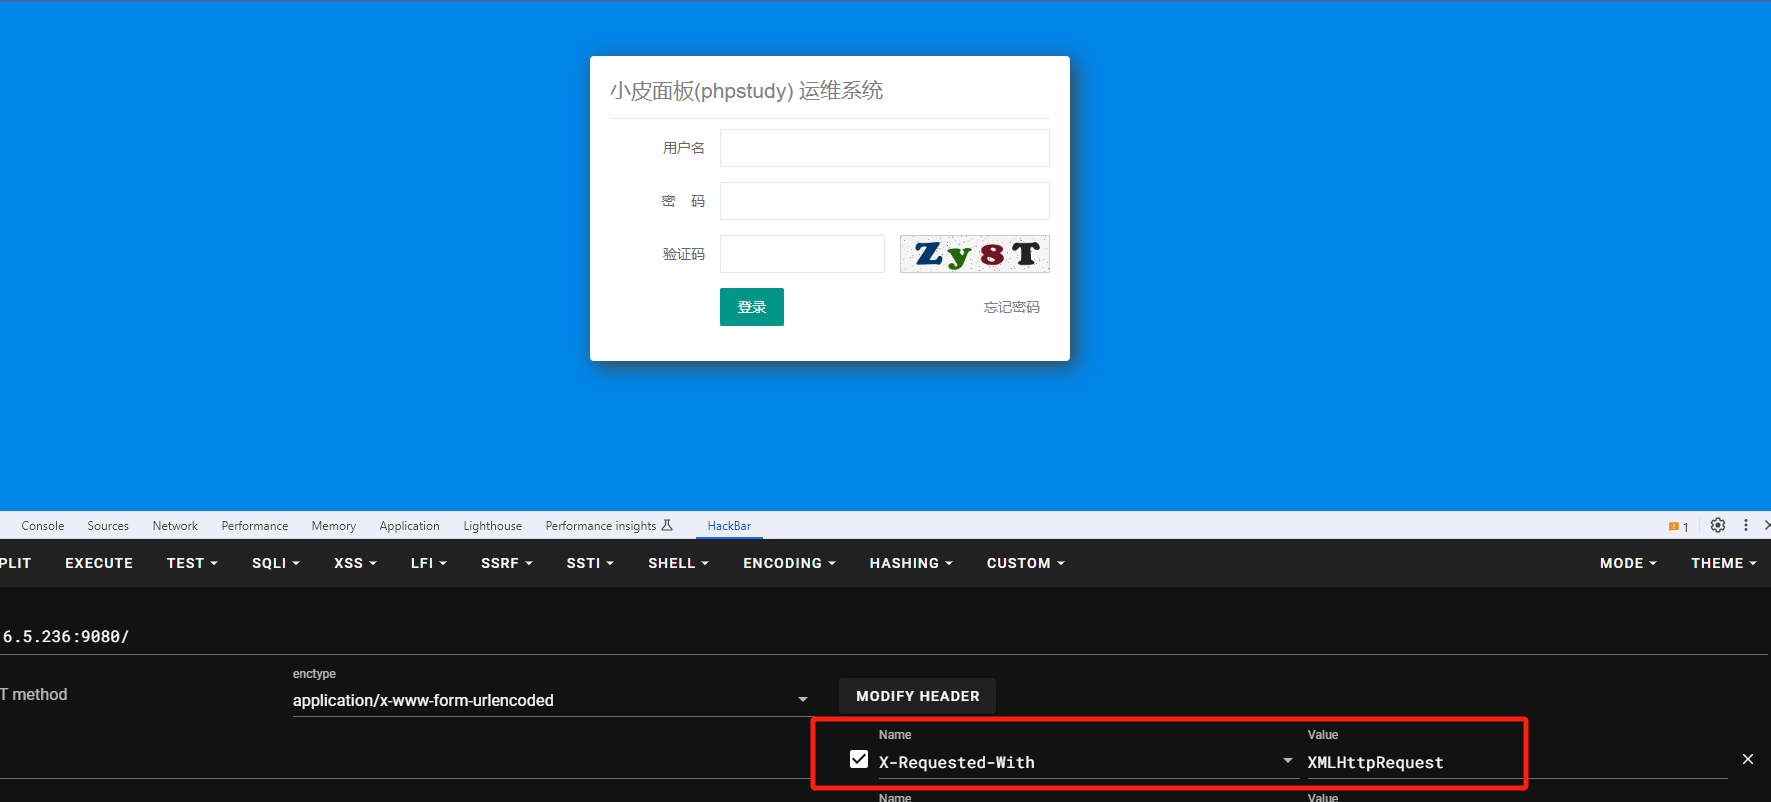 小皮面板(phpstudy) 运维系统
用户名
密 码
验证码
Zy8T
登录
忘记密码
Console Sources Network Performance Memory Application Lighthouse Performance insights HackBar 1
PLIT EXECUTE TEST SQLI XSS LFI SSRF SSTI SHELL ENCODING HASHING CUSTOM MODE THEME
6.5.236:9080/
enctype
T method
application/x-www-form-urlencoded
MODIFY HEADER
Name Value
X-Requested-With XMLHttpRequest
Name Value